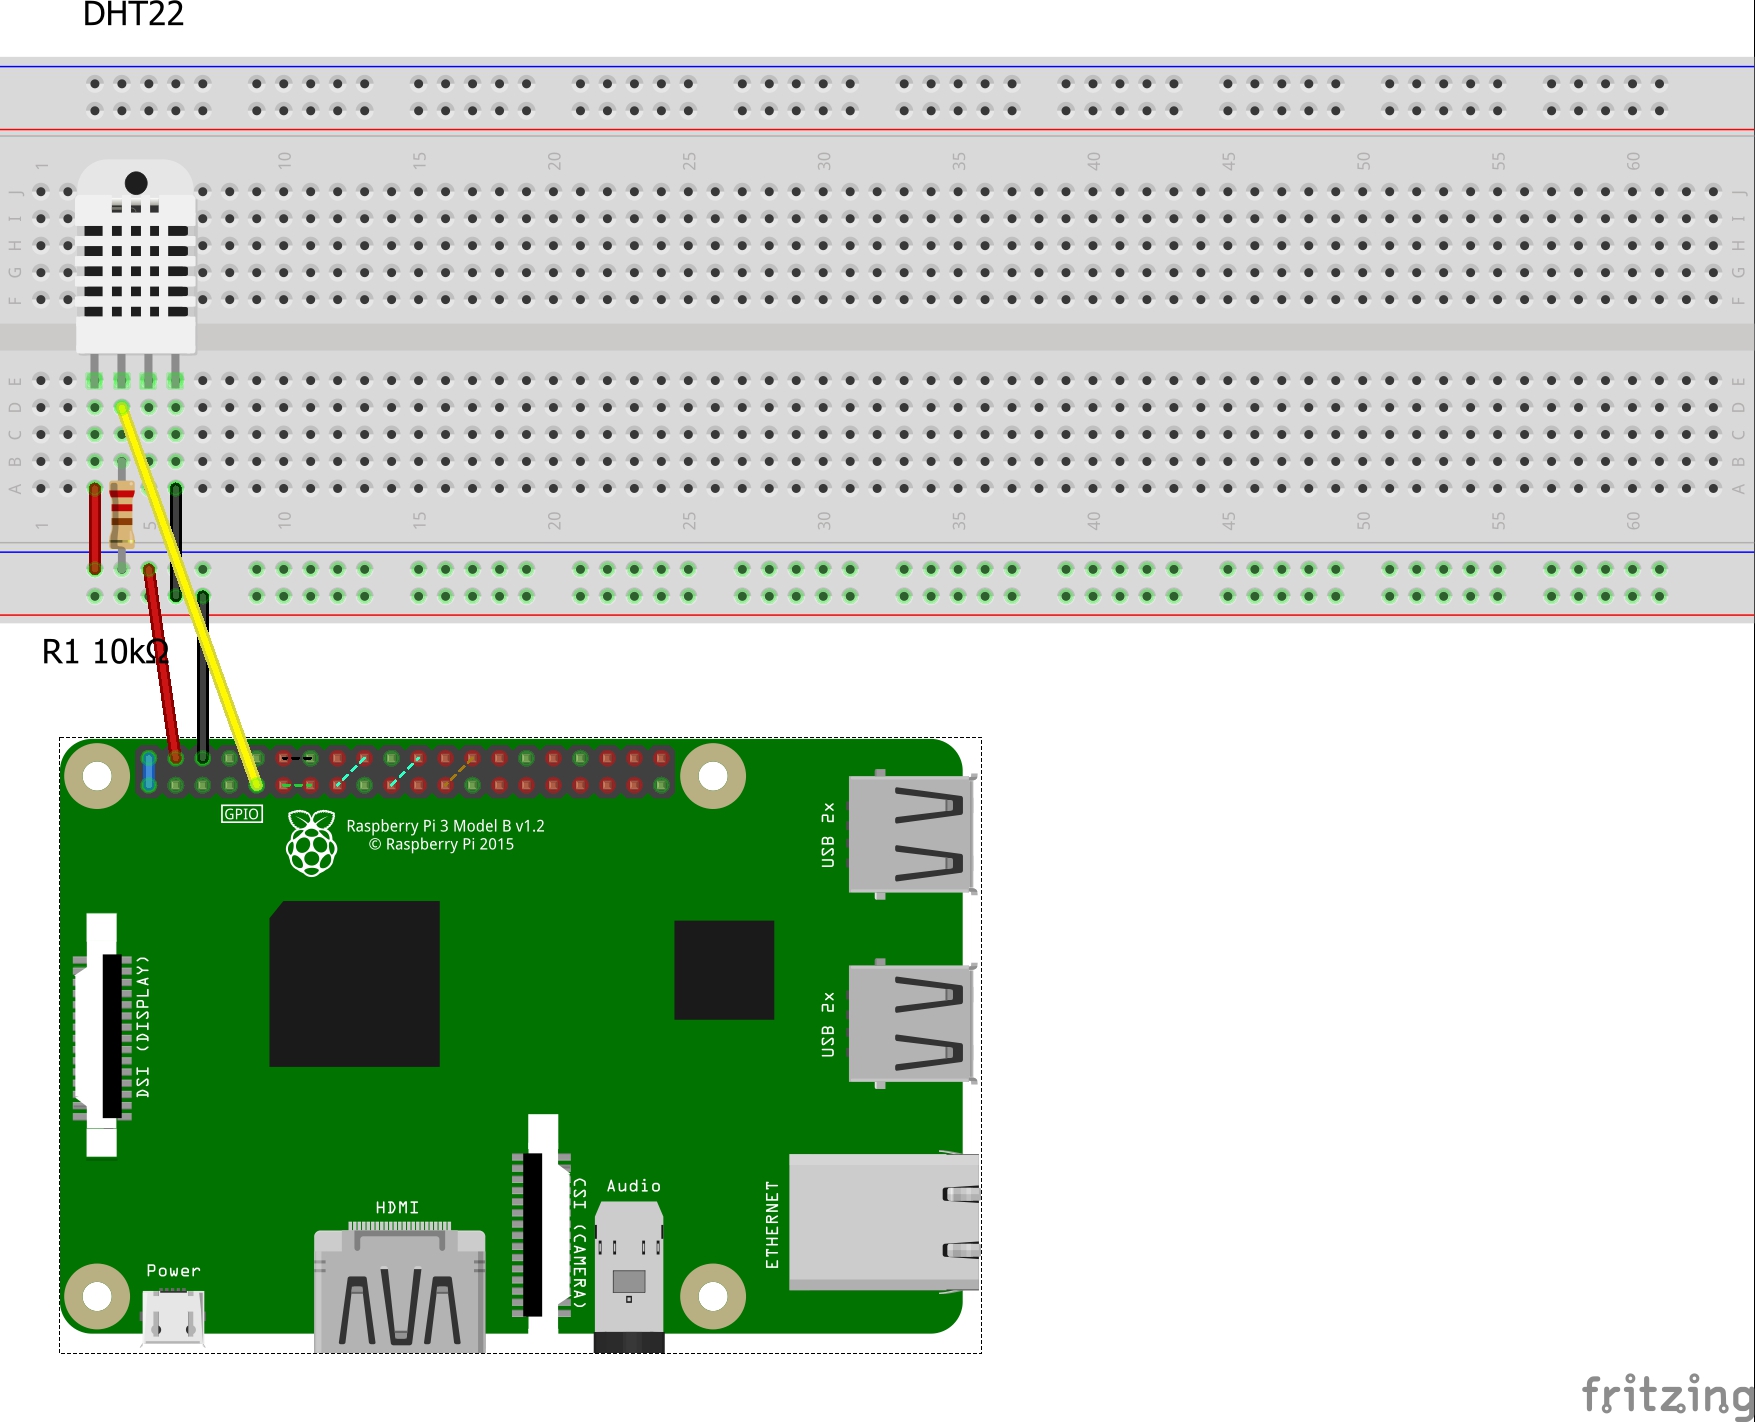 DHT22
1 10 15 20 25 30 35 40 45 50 55 60
J J
I I
H H
G G
F F
E E
D D
C C
B B
A A
1 5 10 15 20 25 30 35 40 45 50 55 60
R1 10kΩ
GPIO
Raspberry Pi 3 Model B v1.2
© Raspberry Pi 2015
USB 2x
DSI (DISPLAY)
USB 2x
HDMI
CSI (CAMERA)
Audio
ETHERNET
Power
fritzing